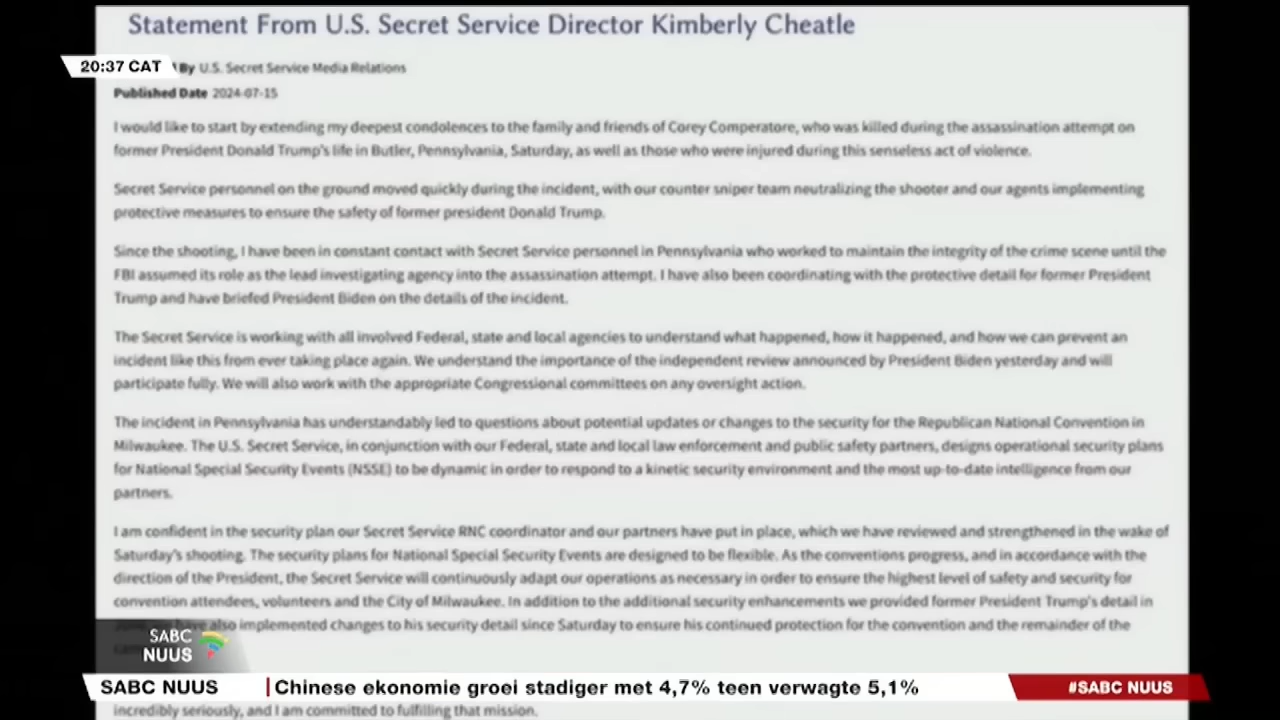 Statement From U.S. Secret Service Director Kimberly Cheatle
20:37 CAT
By U.S. Secret Service Media Relations
Published Date 2024-07-15
I would like to start by extending my deepest condolences to the family and friends of Corey Comperatore, who was killed during the assassination attempt on
former President Donald Trump's life in Butler, Pennsylvania, Saturday, as well as those who were injured during this senseless act of violence.
Secret Service personnel on the ground moved quickly during the incident, with our counter sniper team neutralizing the shooter and our agents implementing
protective measures to ensure the safety of former president Donald Trump.
Since the shooting, I have been in constant contact with Secret Service personnel in Pennsylvania who worked to maintain the integrity of the crime scene until the
FBI assumed its role as the lead investigating agency into the assassination attempt. I have also been coordinating with the protective detail for former President
Trump and have briefed President Biden on the details of the incident.
The Secret Service is working with all involved Federal, state and local agencies to understand what happened, how it happened, and how we can prevent an
incident like this from ever taking place again. We understand the importance of the independent review announced by President Biden yesterday and will
participate fully. We will also work with the appropriate Congressional committees on any oversight action.
The incident in Pennsylvania has understandably led to questions about potential updates or changes to the security for the Republican National Convention in
Milwaukee. The U.S. Secret Service, in conjunction with our Federal, state and local law enforcement and public safety partners, designs operational security plans
for National Special Security Events (NSSE) to be dynamic in order to respond to a kinetic security environment and the most up-to-date intelligence from our
partners.
I am confident in the security plan our Secret Service RNC coordinator and our partners have put in place, which we have reviewed and strengthened in the wake of
Saturday's shooting. The security plans for National Special Security Events are designed to be flexible. As the conventions progress, and in accordance with the
direction of the President, the Secret Service will continuously adapt our operations as necessary in order to ensure the highest level of safety and security for
convention attendees, volunteers and the City of Milwaukee. In addition to the additional security enhancements we provided former President Trump's detail in
have also implemented changes to his security detail since Saturday to ensure his continued protection for the convention and the remainder of the
SABC
NUUS
SABC NUUS
Chinese ekonomie groei stadiger met 4,7% teen verwagte 5,1%
#SABC NUUS
incredibly seriously, and I am committed to fulfilling that mission.